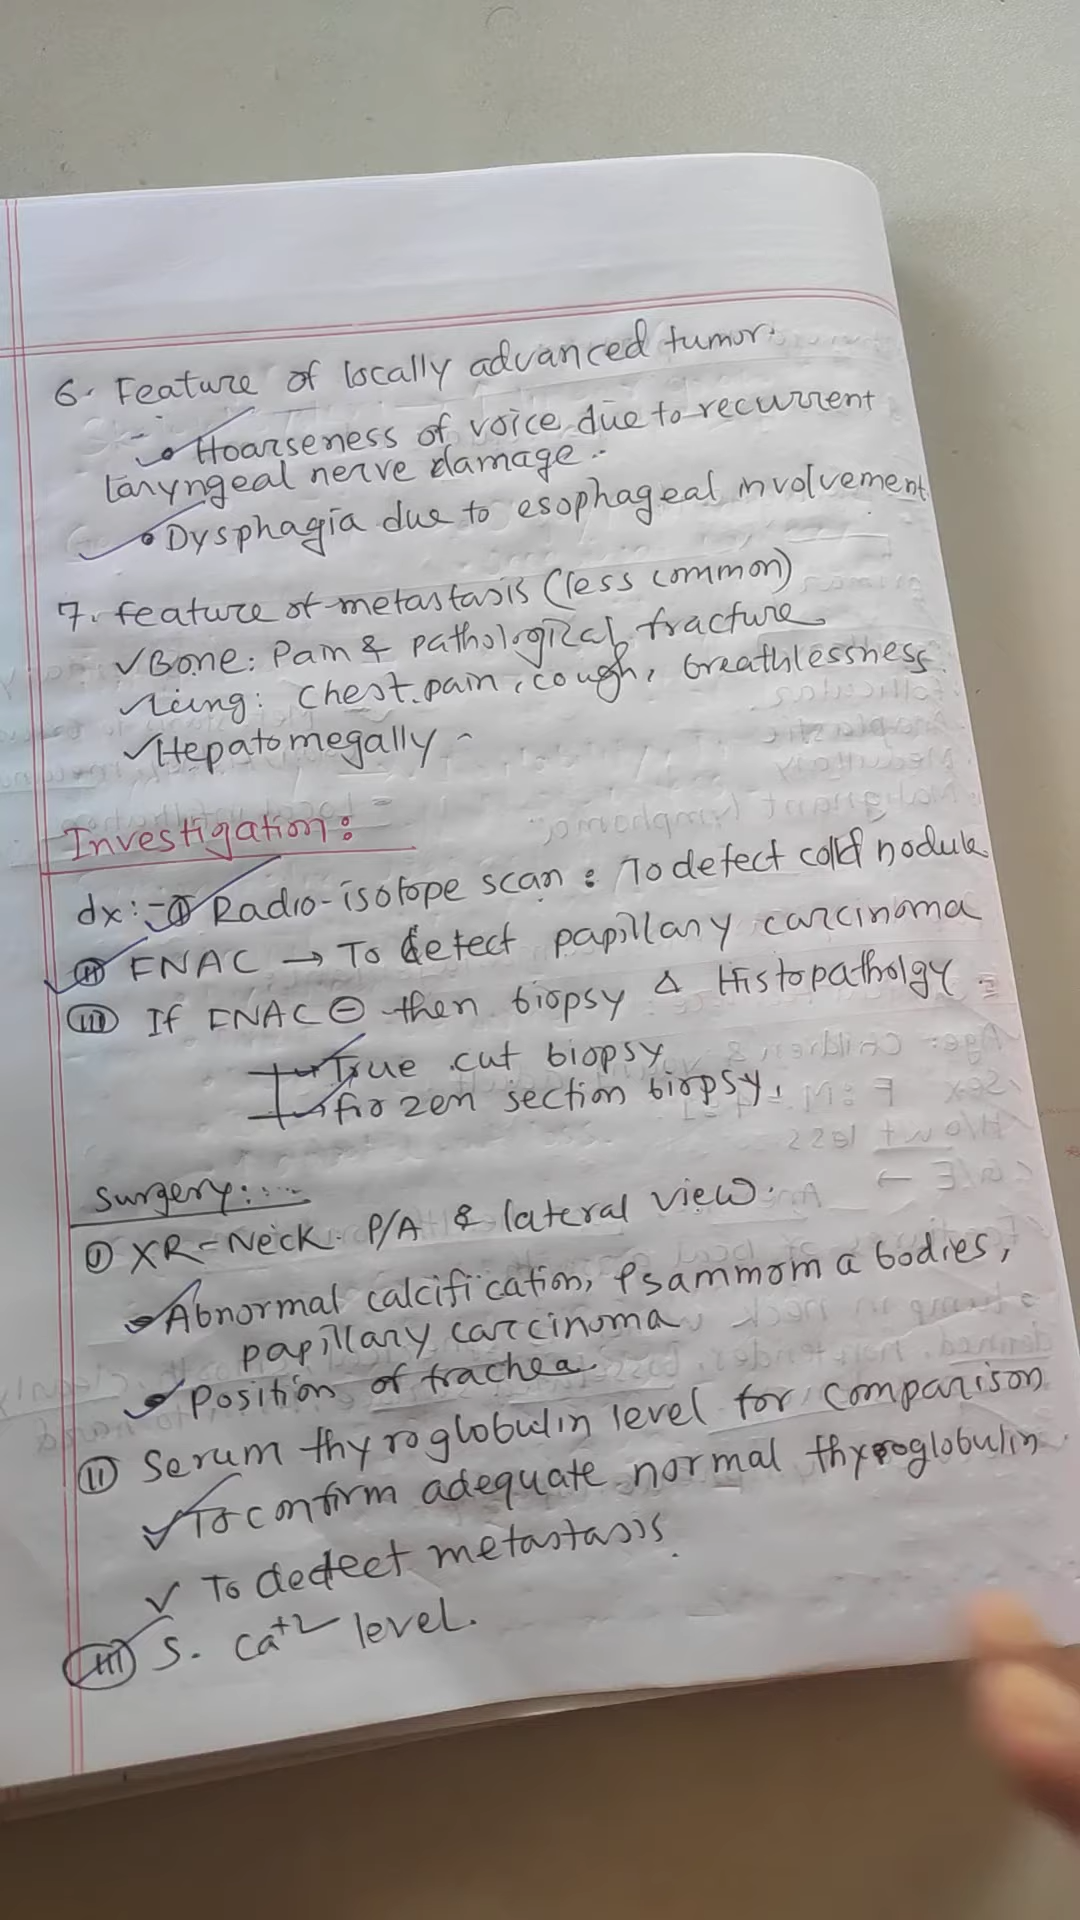 6. Feature of locally advanced tumor.
• Hoarseness of voice due to recurrent
laryngeal nerve damage.
• Dysphagia due to esophageal involvement
7. feature of metastasis (less common)
✓Bone: Pain & pathological fracture
✓Lung: Chest pain, cough, breathlessness.
✓Hepatomegally -
Investigation:
dx:- (I) Radio-isotope scan: To detect cold nodule
(II) FNAC → To detect papillary carcinoma
(III) If FNAC ⊖ then biopsy & Histopatholgy
✓True cut biopsy
✓frozen section biopsy.
Surgery:
(I) XR-Neck P/A & lateral view.
• Abnormal calcification, Psammoma bodies,
papillary carcinoma
• Position of trachea.
(II) Serum thyroglobulin level for comparison
✓To confirm adequate normal thyroglobulin
✓ To detect metastasis.
(III) S. Ca+2 level.